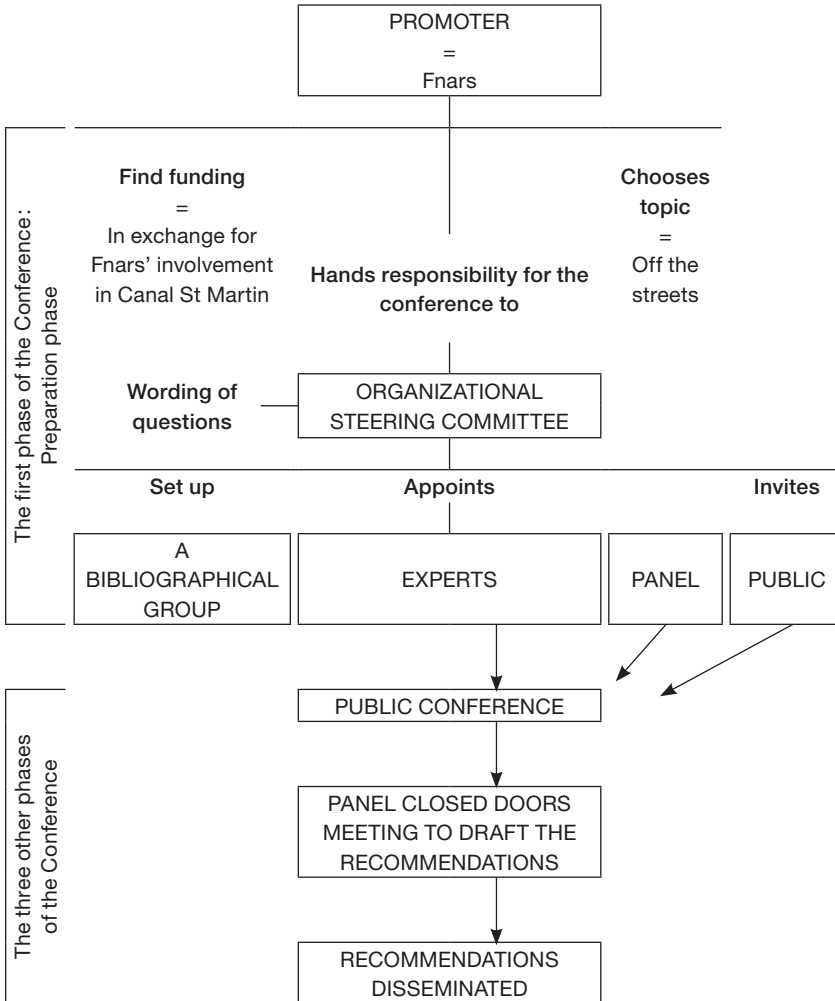 PROMOTER
=
Fnars
The first phase of the Conference:
Preparation phase
Find funding
=
In exchange for
Fnars' involvement
in Canal St Martin
Hands responsibility for the
conference to
Chooses
topic
=
Off the
streets
Wording of
questions
ORGANIZATIONAL
STEERING COMMITTEE
Set up
Appoints
Invites
A
BIBLIOGRAPHICAL
GROUP
EXPERTS
PANEL
PUBLIC
The three other phases
of the Conference
PUBLIC CONFERENCE
PANEL CLOSED DOORS
MEETING TO DRAFT THE
RECOMMENDATIONS
RECOMMENDATIONS
DISSEMINATED